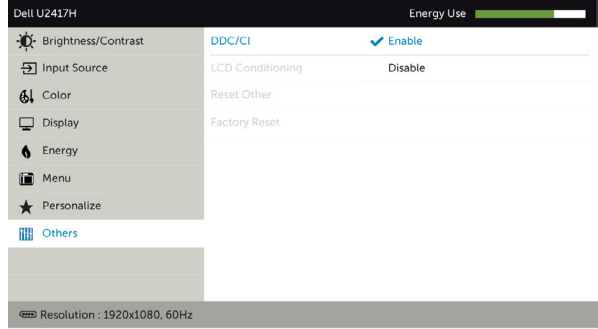 Dell U2417H Energy Use
Brightness/Contrast DDC/CI Enable
Input Source LCD Conditioning Disable
Color Reset Other
Display Factory Reset
Energy
Menu
Personalize
Others
Resolution : 1920x1080, 60Hz